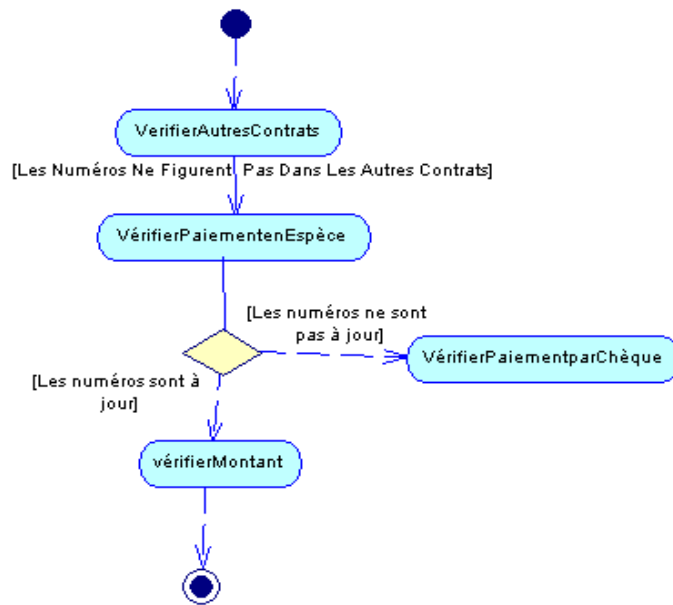 VerifierAutresContrats
[Les Numéros Ne Figurent Pas Dans Les Autres Contrats]
VérifierPaiementenEspèce
[Les numéros ne sont
pas à jour]
VérifierPaiementparChèque
[Les numéros sont à
jour]
vérifierMontant